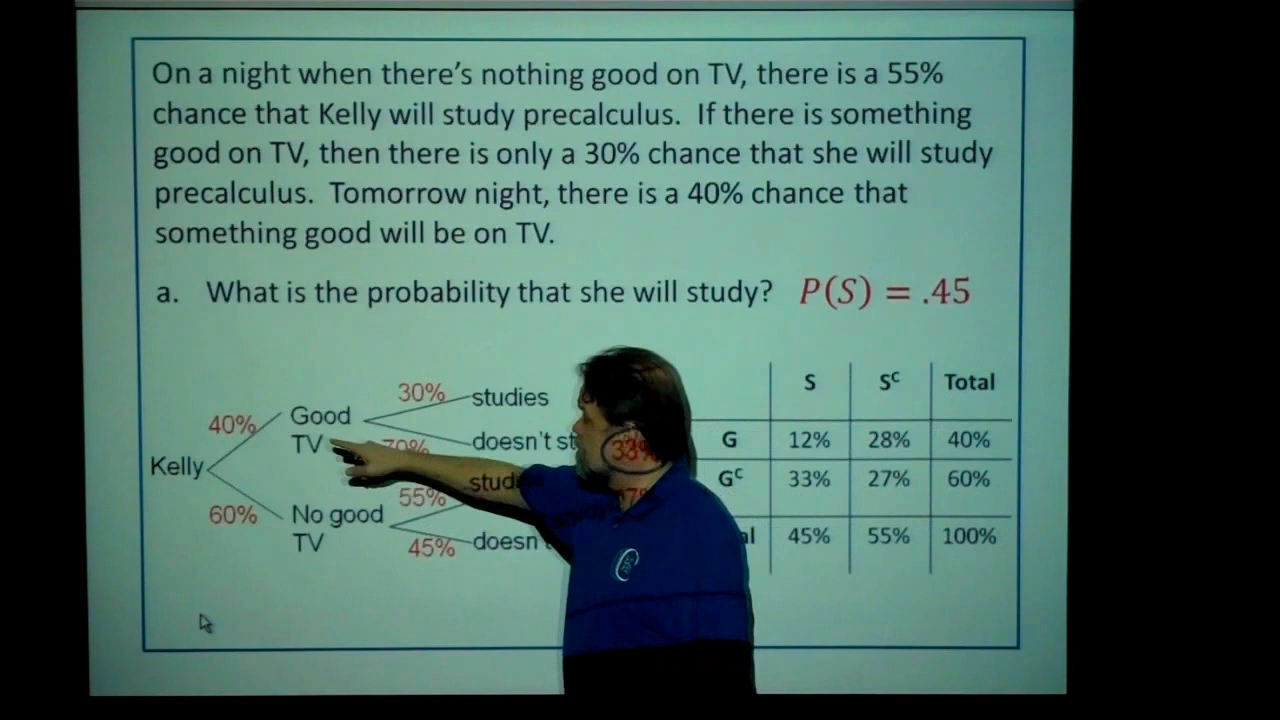 On a night when there's nothing good on TV, there is a 55%
chance that Kelly will study precalculus. If there is something
good on TV, then there is only a 30% chance that she will study
precalculus. Tomorrow night, there is a 40% chance that
something good will be on TV.
a. What is the probability that she will study? P(S) = .45
S Sᶜ Total
30% studies
40% Good
TV 70% doesn't st 33%
G 12% 28% 40%
Kelly
Gᶜ 33% 27% 60%
55%
60% No good
TV 45% doesn
45% 55% 100%